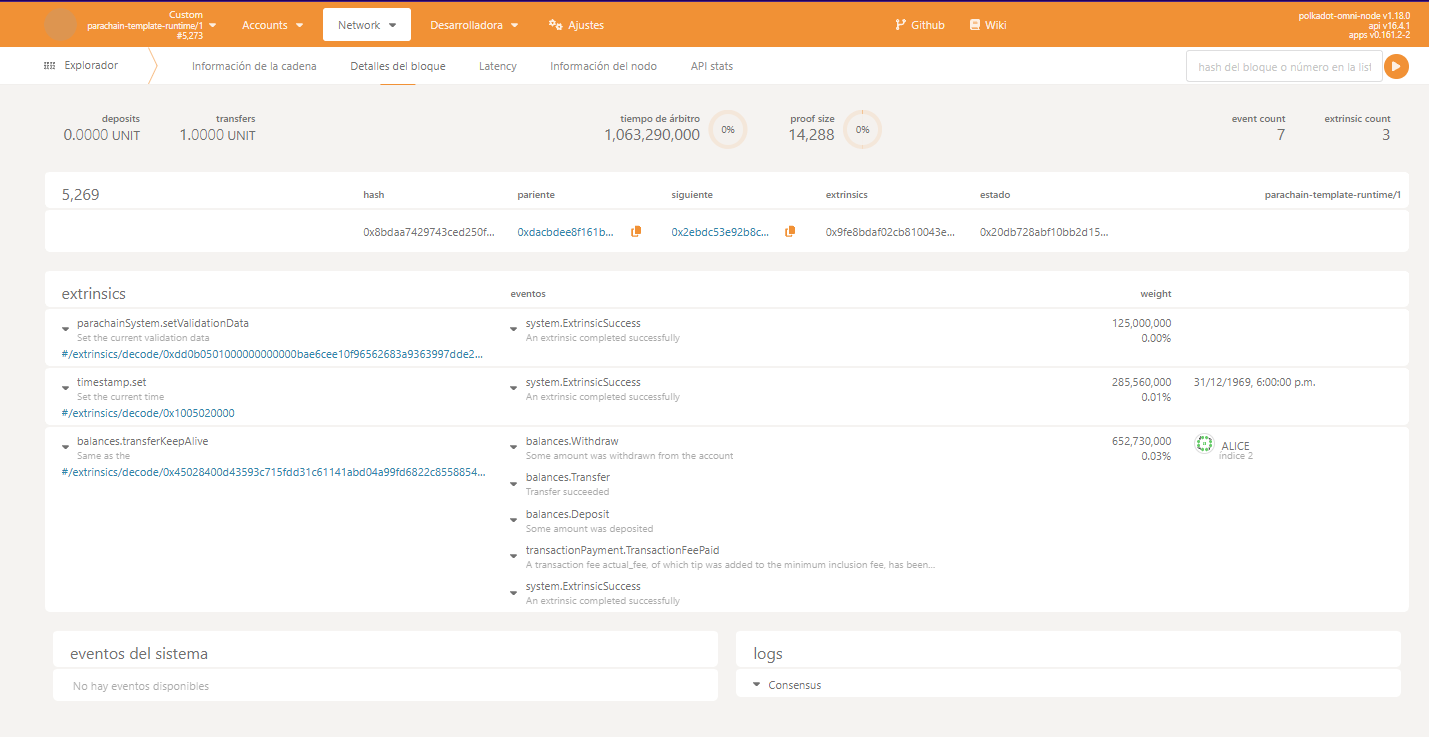 Custom
parachain-template-runtime/1
#5,273
Accounts
Network
Desarrolladora
Ajustes
Github
Wiki
polkadot-omni-node v1.18.0
api v16.4.1
apps v0.161.2-2
Explorador
Información de la cadena
Detalles del bloque
Latency
Información del nodo
API stats
hash del bloque o número en la list
deposits
0.0000 UNIT
transfers
1.0000 UNIT
tiempo de árbitro
1,063,290,000
0%
proof size
14,288
0%
event count
7
extrinsic count
3
5,269 hash pariente siguiente extrinsics estado parachain-template-runtime/1
0x8bdaa7429743ced250f... 0xdacbdee8f161b... 0x2ebdc53e92b8c... 0x9fe8bdaf02cb810043e... 0x20db728abf10bb2d15...
extrinsics eventos weight
parachainSystem.setValidationData
Set the current validation data
#/extrinsics/decode/0xdd0b0501000000000000bae6cee10f96562683a9363997dde2...
system.ExtrinsicSuccess
An extrinsic completed successfully
125,000,000
0.00%
timestamp.set
Set the current time
#/extrinsics/decode/0x1005020000
system.ExtrinsicSuccess
An extrinsic completed successfully
285,560,000
0.01%
31/12/1969, 6:00:00 p.m.
balances.transferKeepAlive
Same as the
#/extrinsics/decode/0x45028400d43593c715fdd31c61141abd04a99fd6822c8558854...
balances.Withdraw
Some amount was withdrawn from the account
balances.Transfer
Transfer succeeded
balances.Deposit
Some amount was deposited
transactionPayment.TransactionFeePaid
A transaction fee actual_fee, of which tip was added to the minimum inclusion fee, has been...
system.ExtrinsicSuccess
An extrinsic completed successfully
652,730,000
0.03%
ALICE
índice 2
eventos del sistema
No hay eventos disponibles
logs
Consensus